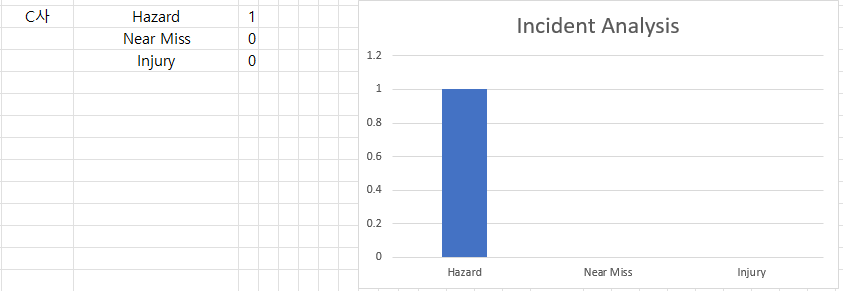 C사 Hazard 1
Near Miss 0
Injury 0
Incident Analysis
1.2
1
0.8
0.6
0.4
0.2
0
Hazard Near Miss Injury